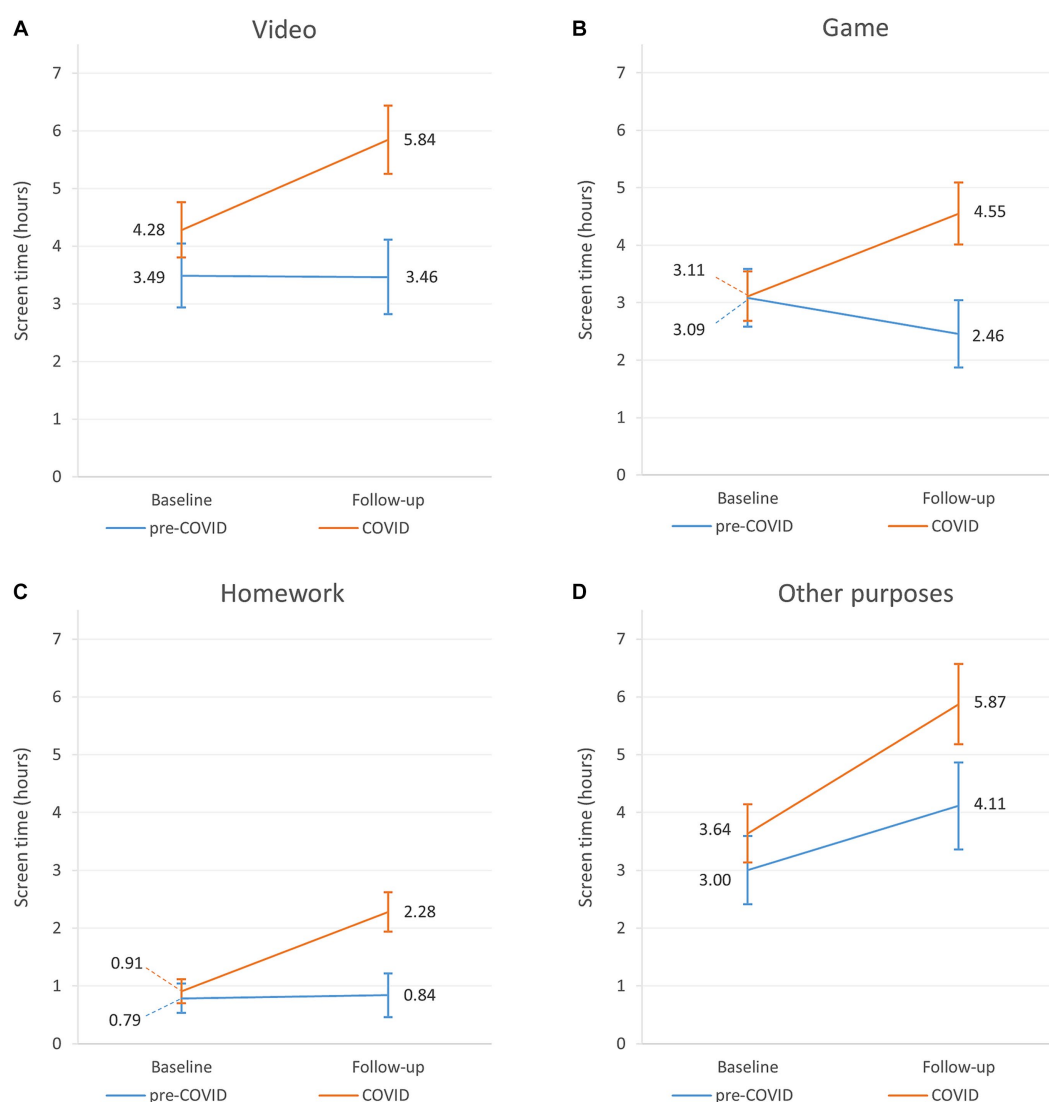 A
Video
7
6
5
4
3
2
1
0
Screen time (hours)
4.28
3.49
5.84
3.46
Baseline
Follow-up
pre-COVID
COVID
B
Game
7
6
5
4
3
2
1
0
Screen time (hours)
3.11
3.09
4.55
2.46
Baseline
Follow-up
pre-COVID
COVID
C
Homework
7
6
5
4
3
2
1
0
Screen time (hours)
0.91
0.79
2.28
0.84
Baseline
Follow-up
pre-COVID
COVID
D
Other purposes
7
6
5
4
3
2
1
0
Screen time (hours)
3.64
3.00
5.87
4.11
Baseline
Follow-up
pre-COVID
COVID